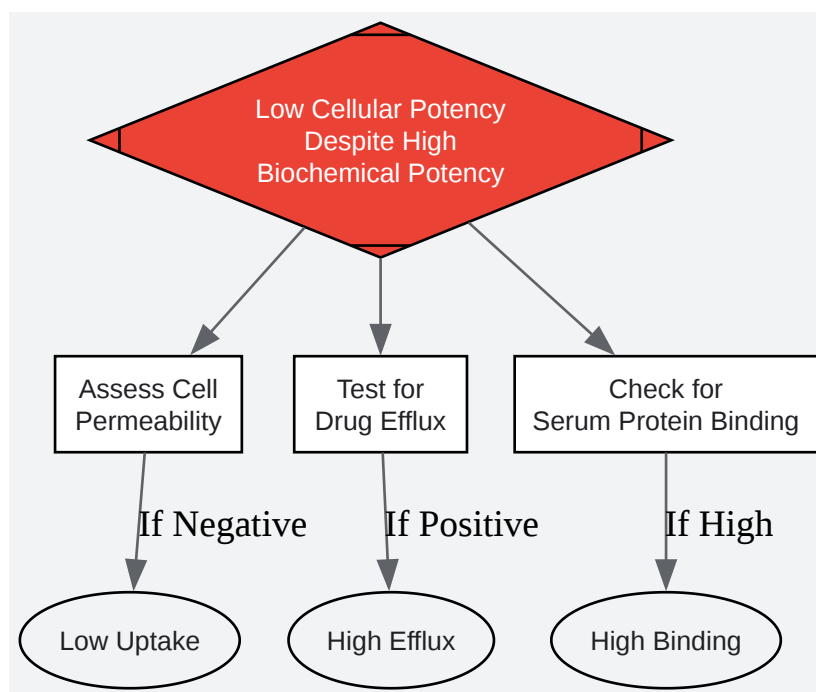 Low Cellular Potency
Despite High
Biochemical Potency
Assess Cell
Permeability
Test for
Drug Efflux
Check for
Serum Protein Binding
If Negative
If Positive
If High
Low Uptake
High Efflux
High Binding